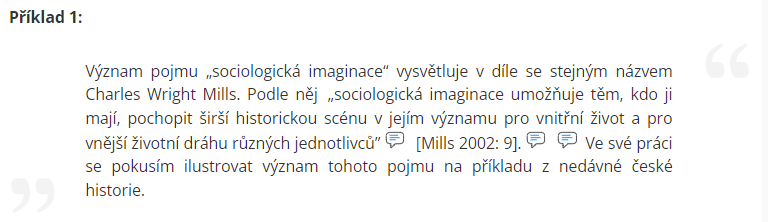 Příklad 1:
Význam pojmu „sociologická imaginace“ vysvětluje v díle se stejným názvem
Charles Wright Mills. Podle něj „sociologická imaginace umožňuje těm, kdo ji
mají, pochopit širší historickou scénu v jejím významu pro vnitřní život a pro
vnější životní dráhu různých jednotlivců” [Mills 2002: 9]. Ve své práci
se pokusím ilustrovat význam tohoto pojmu na příkladu z nedávné české
historie.